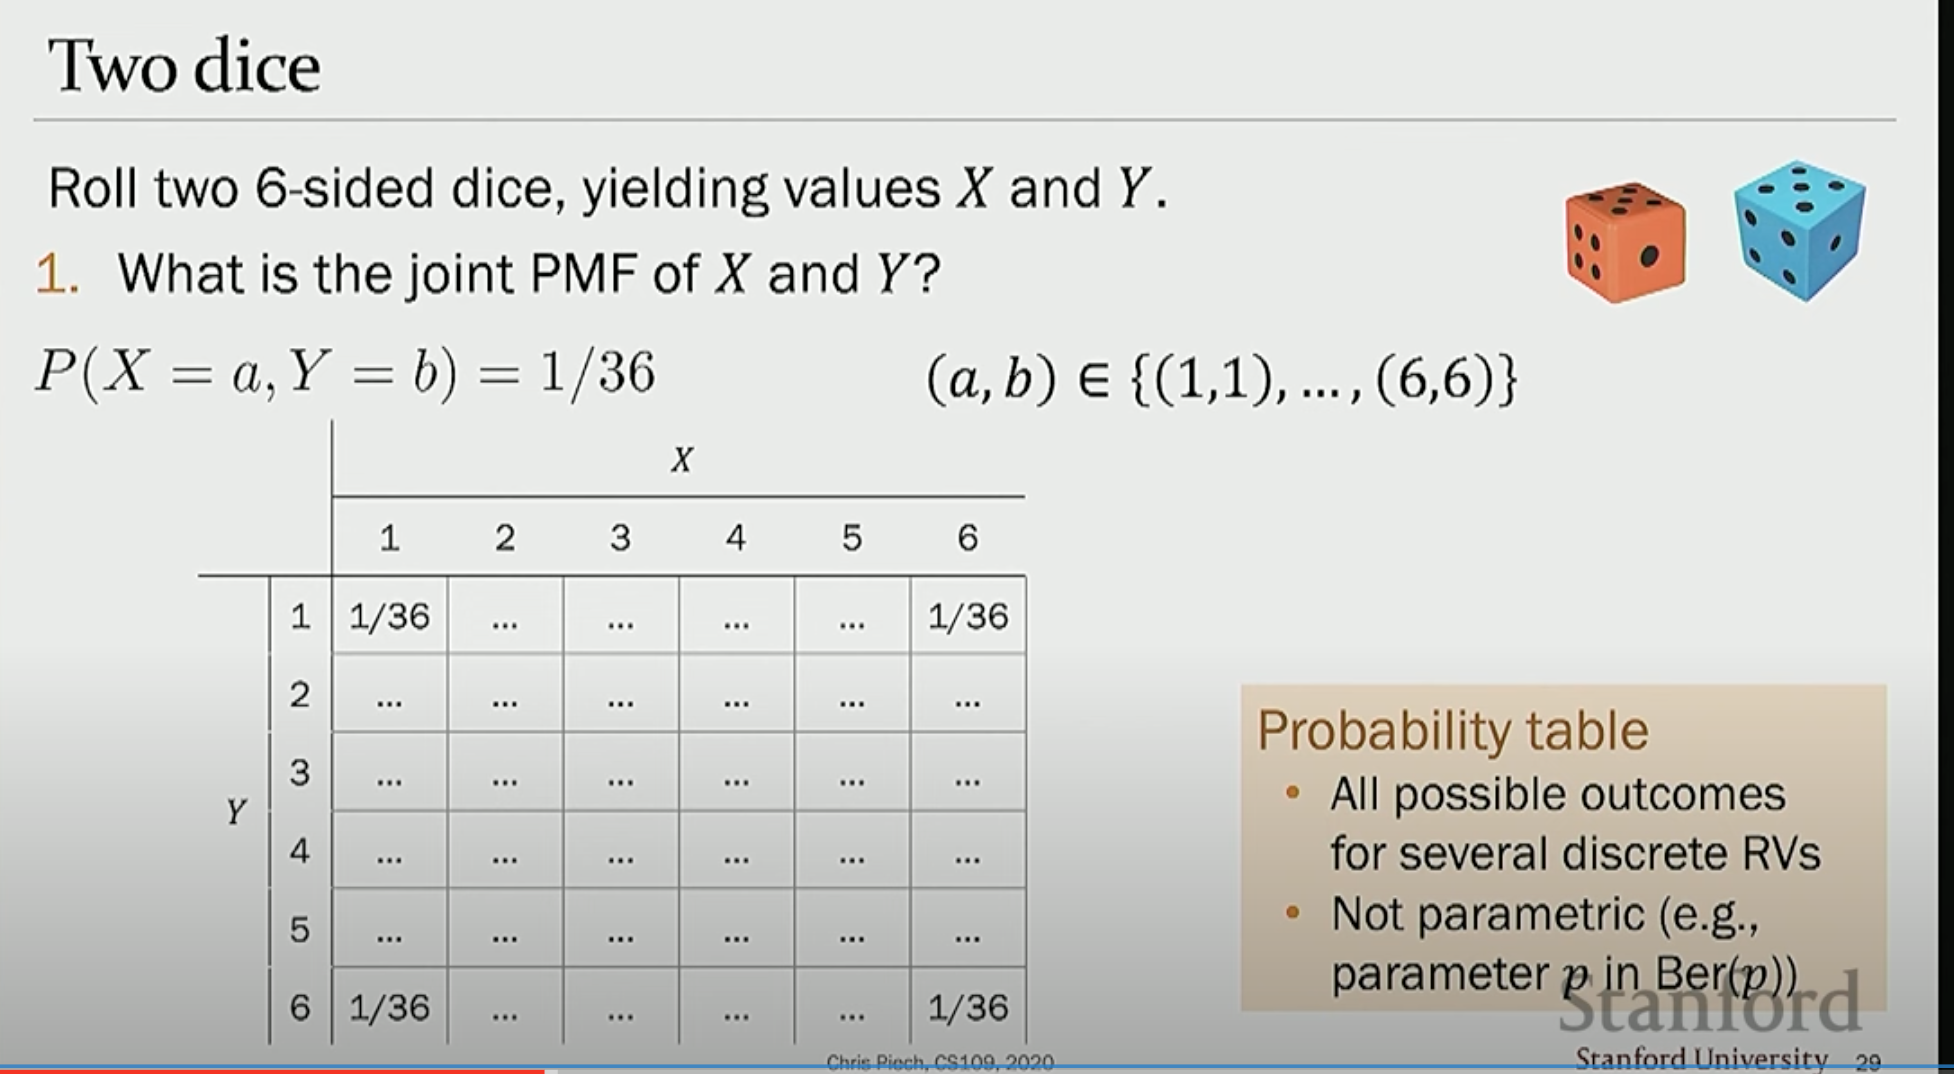 Two dice
Roll two 6-sided dice, yielding values X and Y.
1. What is the joint PMF of X and Y?
P(X = a, Y = b) = 1/36
(a, b) ∈ {(1,1), ... , (6,6)}
X
1 2 3 4 5 6
1 1/36 ... ... ... ... 1/36
2 ... ... ... ... ... ...
3 ... ... ... ... ... ...
Y
4 ... ... ... ... ... ...
5 ... ... ... ... ... ...
6 1/36 ... ... ... ... 1/36
Probability table
• All possible outcomes
for several discrete RVs
• Not parametric (e.g.,
parameter p in Ber(p))
Stanford
Chris Piech, CS109, 2020
Stanford University 29